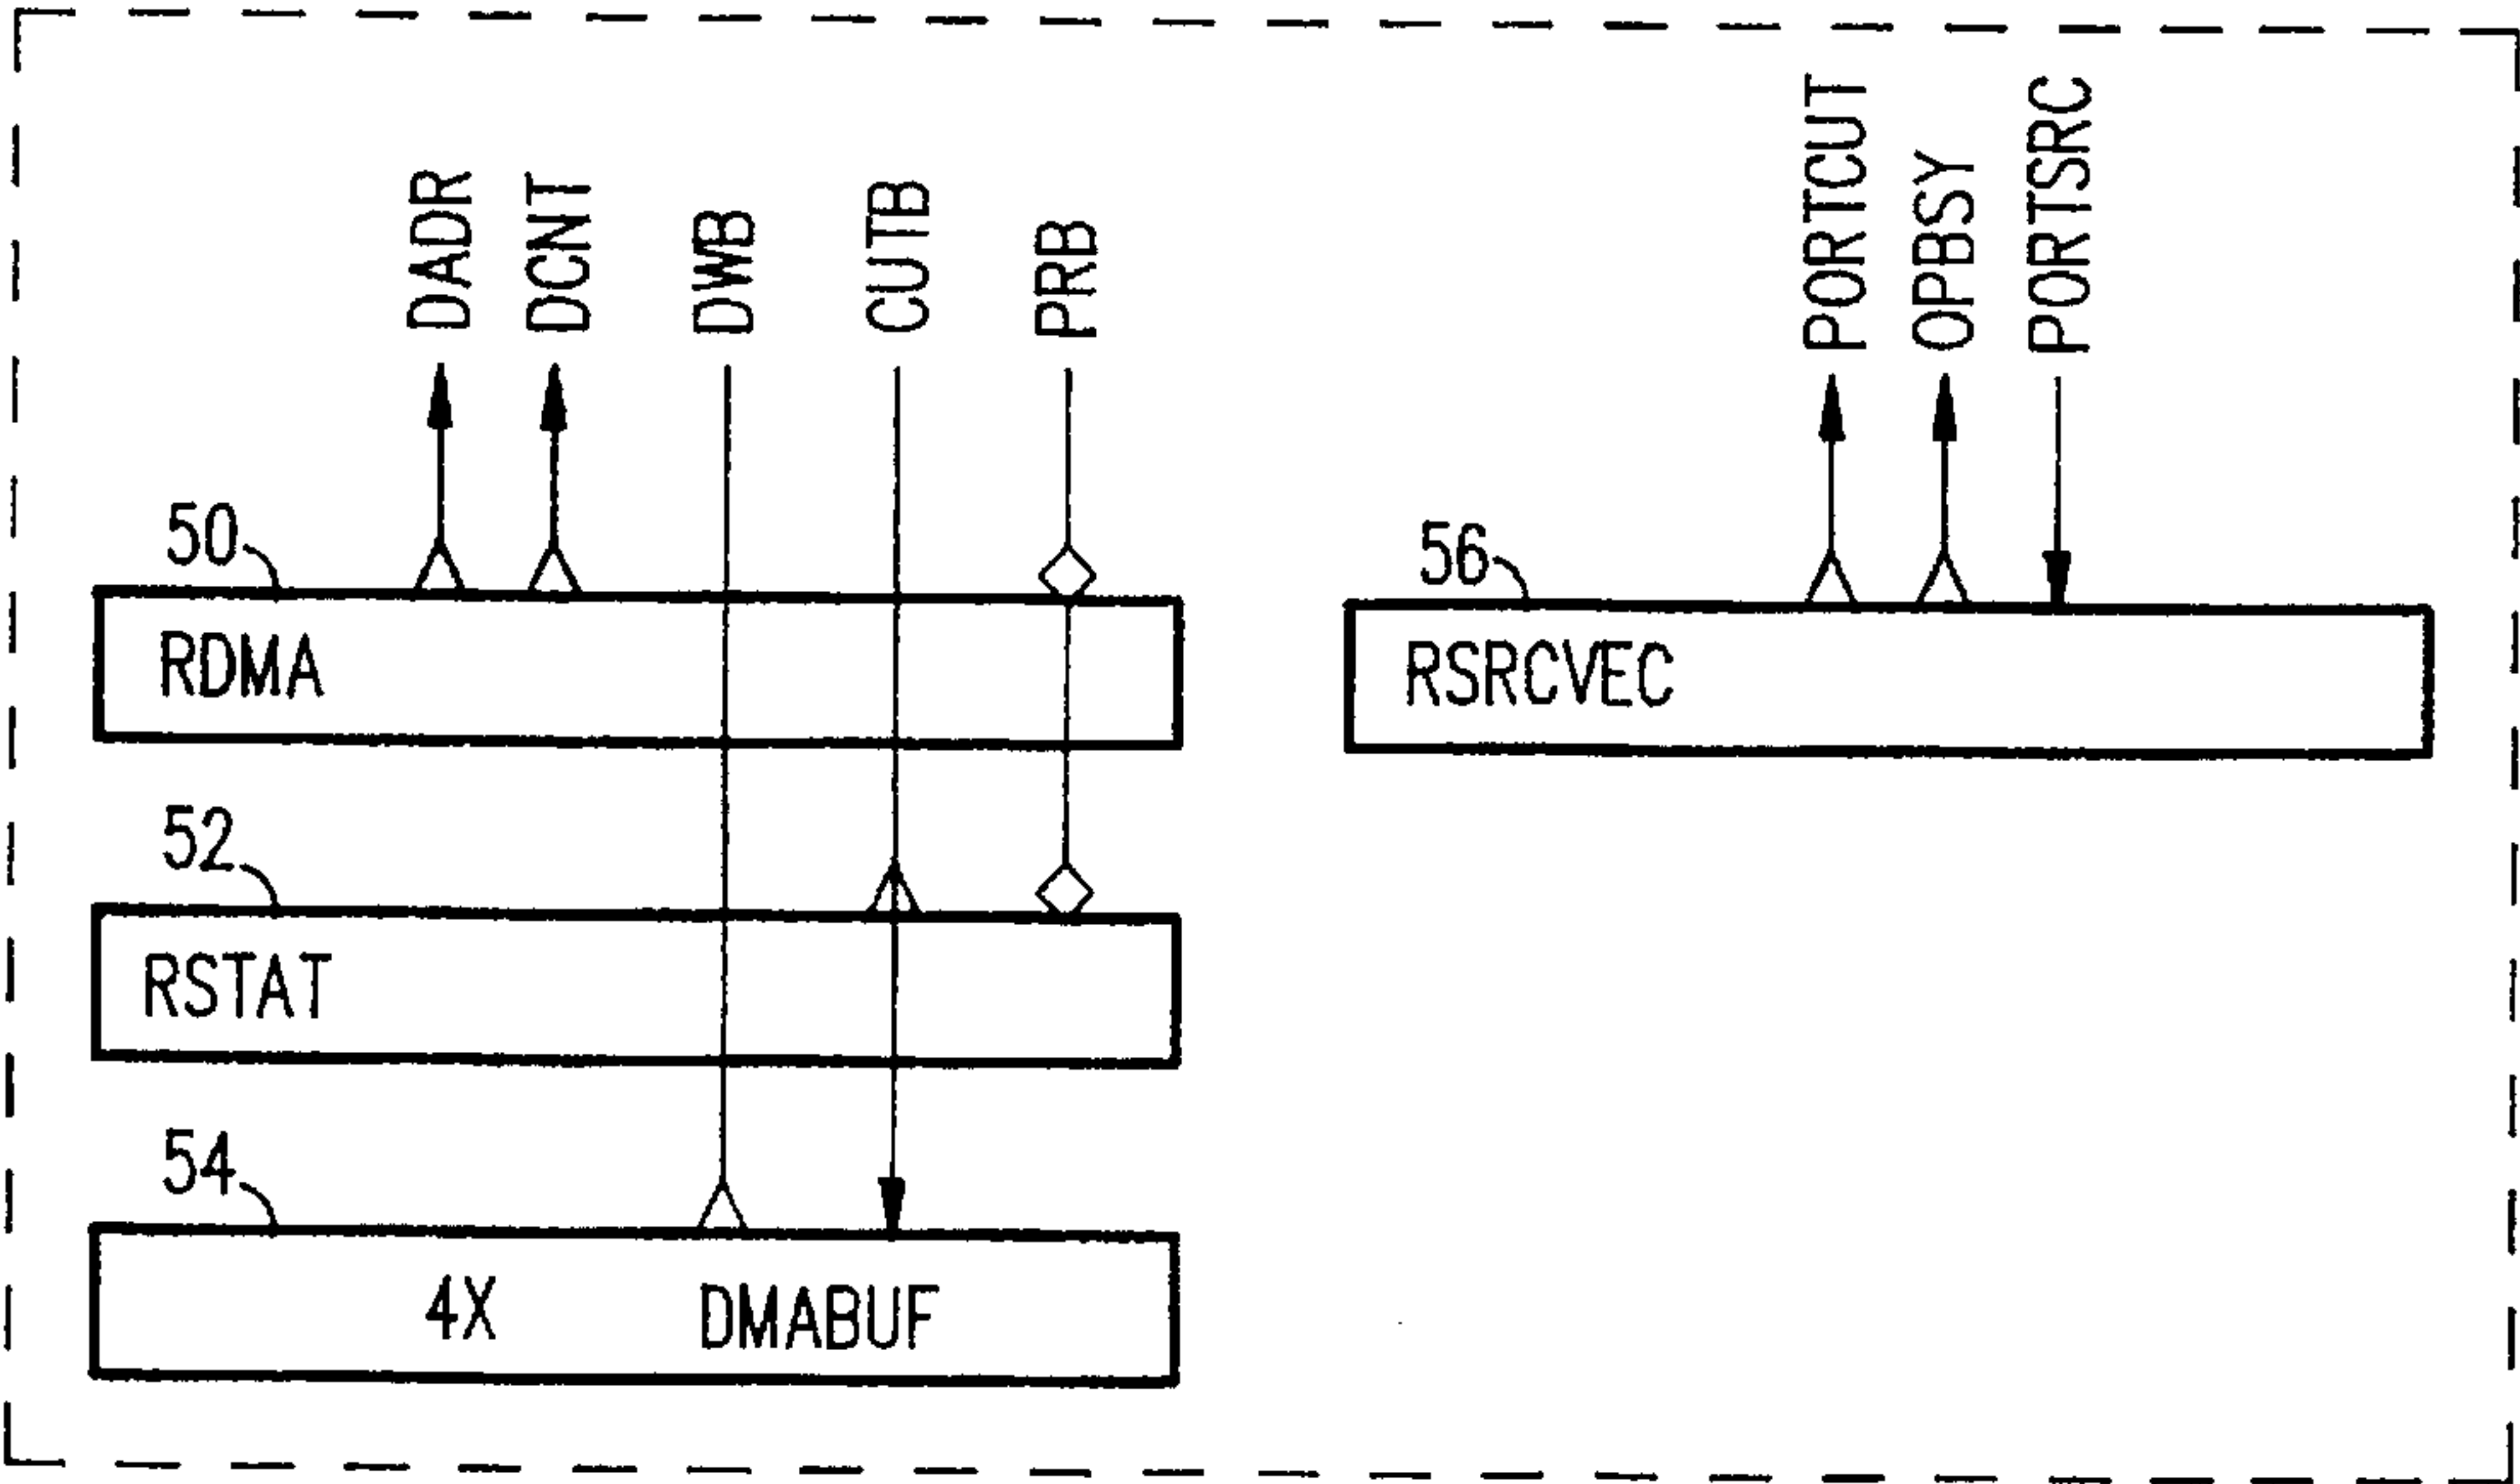 DADR
DCNT
DWB
CUTB
PRB
PORTCUT
OPBSY
PORTSRC
50
RDMA
56
RSRCVEC
52
RSTAT
54
4X DMABUF